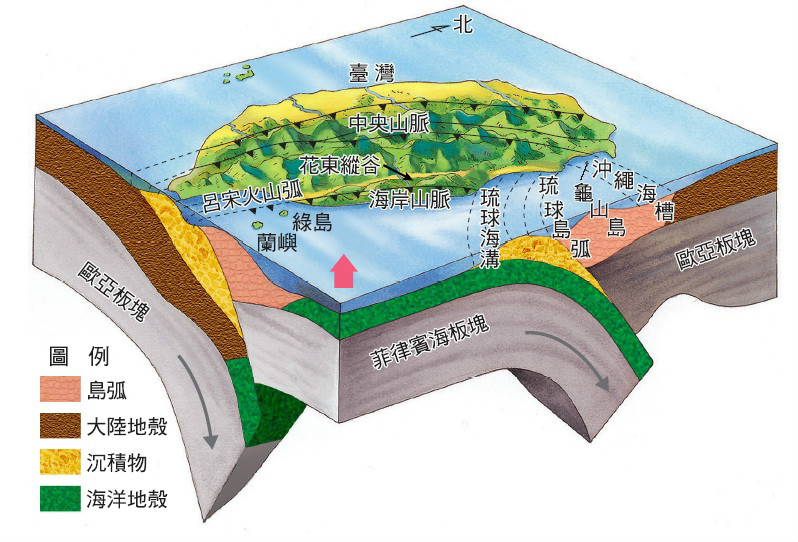 北
臺灣
中央山脈
花東縱谷
呂宋火山弧
海岸山脈
綠島
蘭嶼
琉球海溝
琉球島弧
龜山島
沖繩海槽
歐亞板塊
歐亞板塊
菲律賓海板塊
圖 例
島弧
大陸地殼
沉積物
海洋地殼